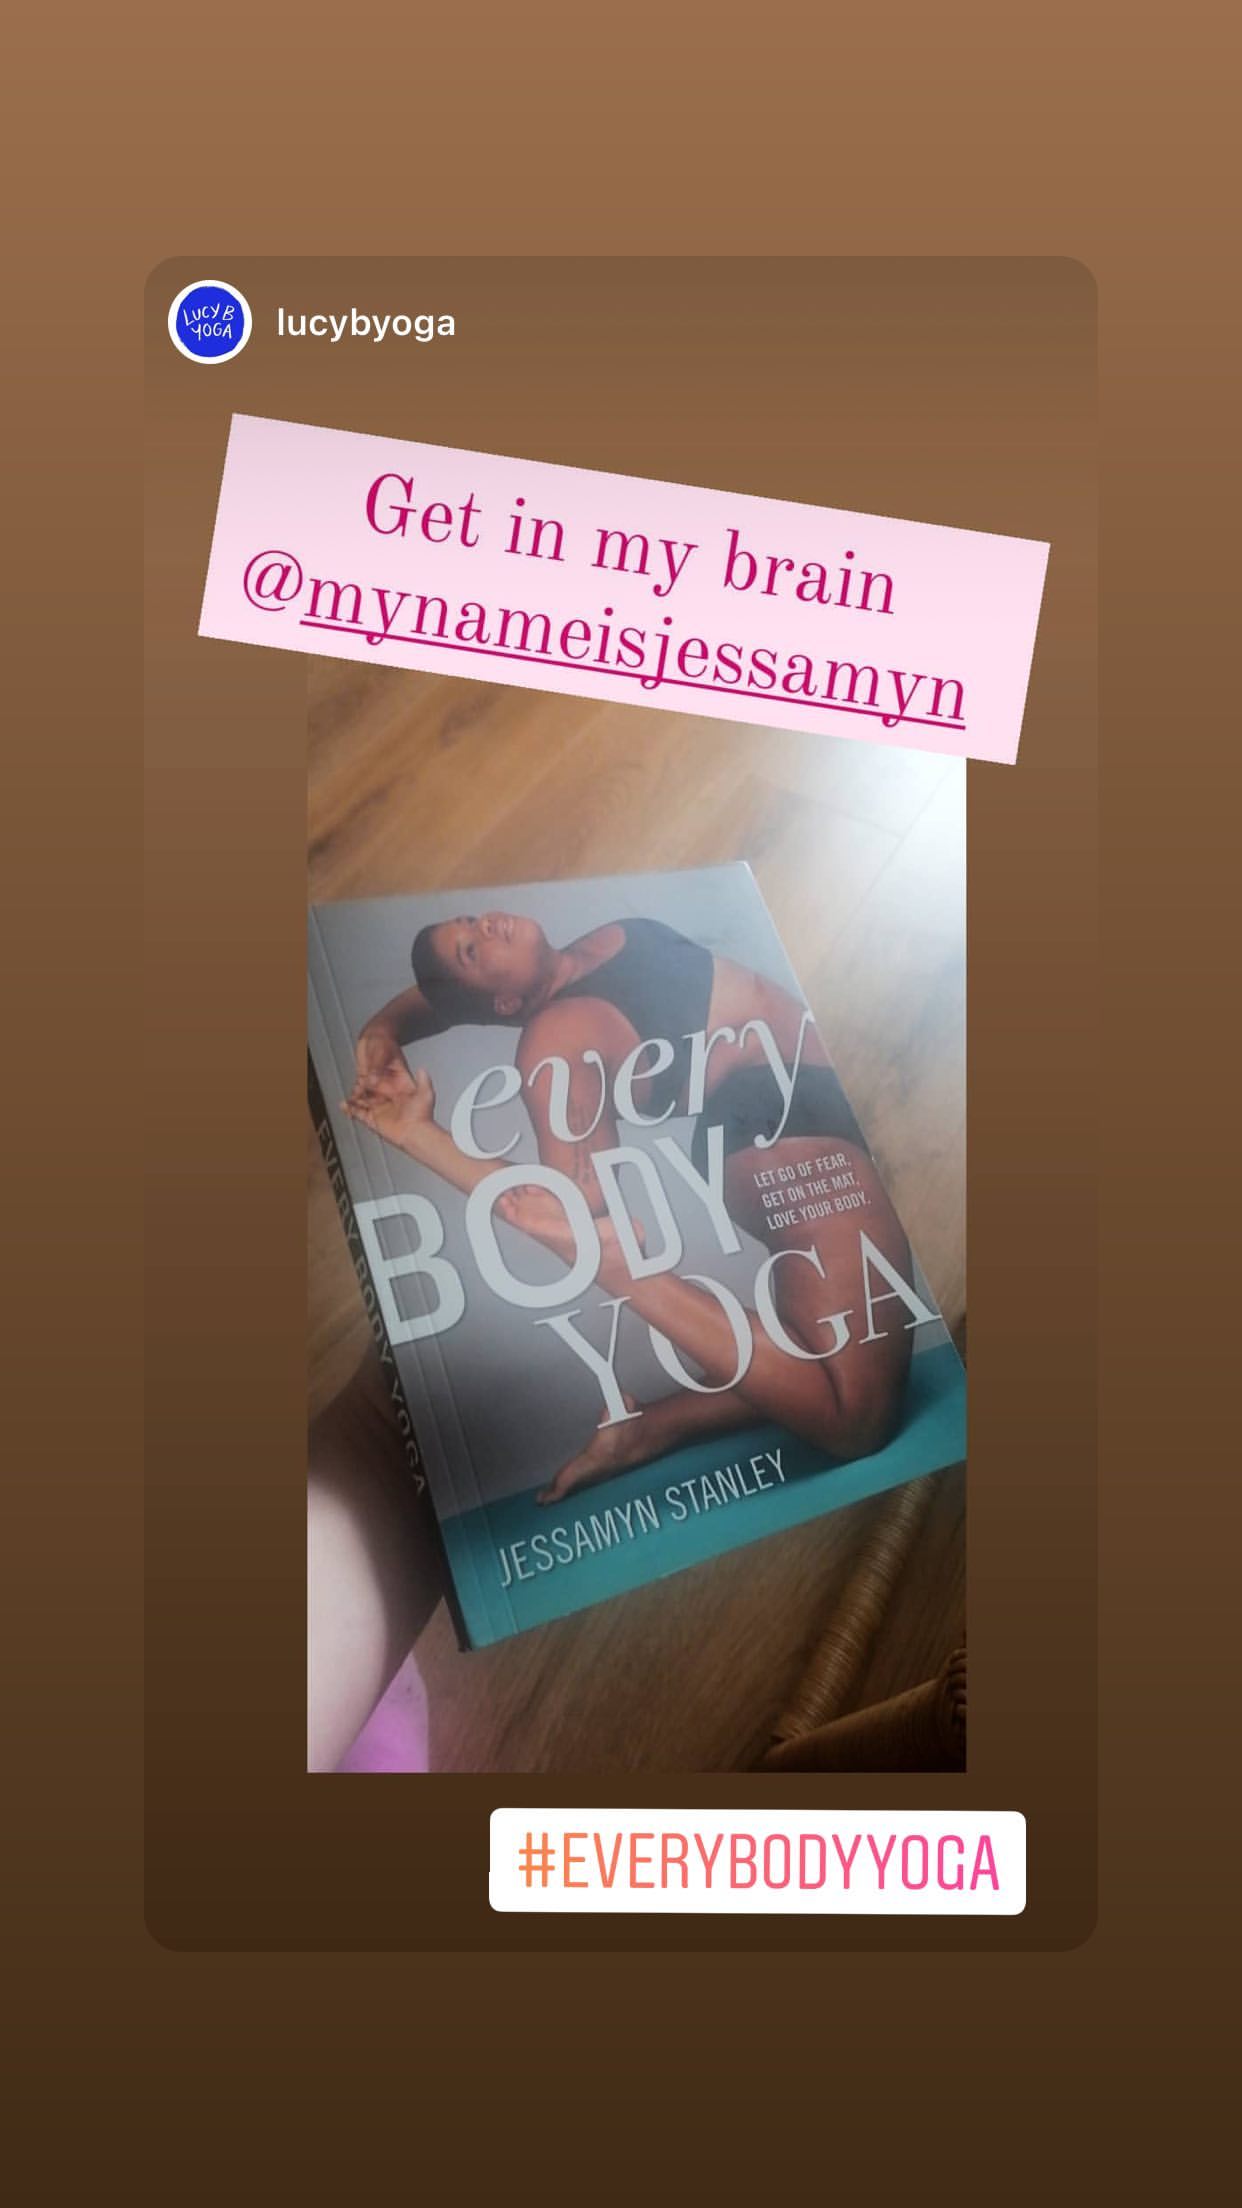 LUCY B
YOGA
lucybyoga
Get in my brain
@mynameisjessamyn
every
BODY
LET GO OF FEAR,
GET ON THE MAT,
LOVE YOUR BODY.
YOGA
JESSAMYN STANLEY
EVERY BODY YOGA
#EVERYBODYYOGA